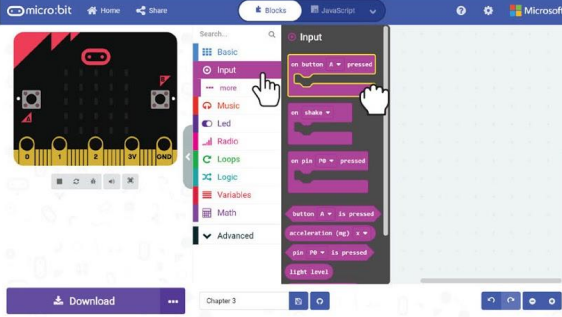 micro:bit Home Share Blocks JavaScript Microsoft
Search...
Basic
Input
more
Music
Led
Radio
Loops
Logic
Variables
Math
Advanced
Input
on button A pressed
on shake
on pin P0 pressed
button A is pressed
acceleration (mg) x
pin P0 is pressed
light level
0 1 2 3V GND
B
A
Download
Chapter 3